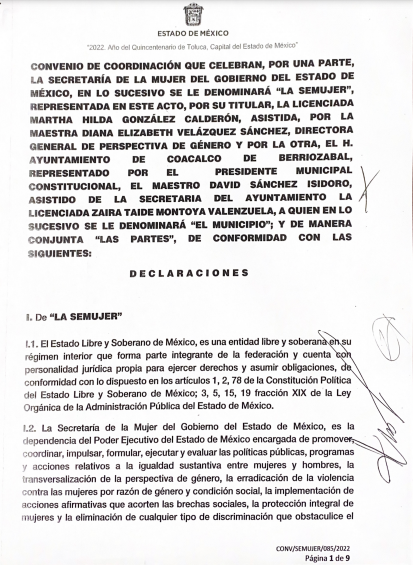 ESTADO DE MÉXICO
"2022. Año del Quincentenario de Toluca, Capital del Estado de México"
CONVENIO DE COORDINACIÓN QUE CELEBRAN, POR UNA PARTE,
LA SECRETARÍA DE LA MUJER DEL GOBIERNO DEL ESTADO DE
MÉXICO, EN LO SUCESIVO SE LE DENOMINARÁ "LA SEMUJER",
REPRESENTADA EN ESTE ACTO, POR SU TITULAR, LA LICENCIADA
MARTHA HILDA GONZÁLEZ CALDERÓN, ASISTIDA, POR LA
MAESTRA DIANA ELIZABETH VELÁZQUEZ SÁNCHEZ, DIRECTORA
GENERAL DE PERSPECTIVA DE GÉNERO Y POR LA OTRA, EL H.
AYUNTAMIENTO DE COACALCO DE BERRIOZABAL,
REPRESENTADO POR EL PRESIDENTE MUNICIPAL
CONSTITUCIONAL, EL MAESTRO DAVID SÁNCHEZ ISIDORO,
ASISTIDO DE LA SECRETARIA DEL AYUNTAMIENTO LA
LICENCIADA ZAIRA TAIDE MONTOYA VALENZUELA, A QUIEN EN LO
SUCESIVO SE LE DENOMINARÁ "EL MUNICIPIO"; Y DE MANERA
CONJUNTA "LAS PARTES", DE CONFORMIDAD CON LAS
SIGUIENTES:
DECLARACIONES
I. De "LA SEMUJER"
I.1. El Estado Libre y Soberano de México, es una entidad libre y soberana en su
régimen interior que forma parte integrante de la federación y cuenta con
personalidad jurídica propia para ejercer derechos y asumir obligaciones, de
conformidad con lo dispuesto en los artículos 1, 2, 78 de la Constitución Política
del Estado Libre y Soberano de México; 3, 5, 15, 19 fracción XIX de la Ley
Orgánica de la Administración Pública del Estado de México.
I.2. La Secretaría de la Mujer del Gobierno del Estado de México, es la
dependencia del Poder Ejecutivo del Estado de México encargada de promover,
coordinar, impulsar, formular, ejecutar y evaluar las políticas públicas, programas
y acciones relativos a la igualdad sustantiva entre mujeres y hombres, la
transversalización de la perspectiva de género, la erradicación de la violencia
contra las mujeres por razón de género y condición social, la implementación de
acciones afirmativas que acorten las brechas sociales, la protección integral de
mujeres y la eliminación de cualquier tipo de discriminación que obstaculice el
CONV/SEMUJER/085/2022
Página 1 de 9